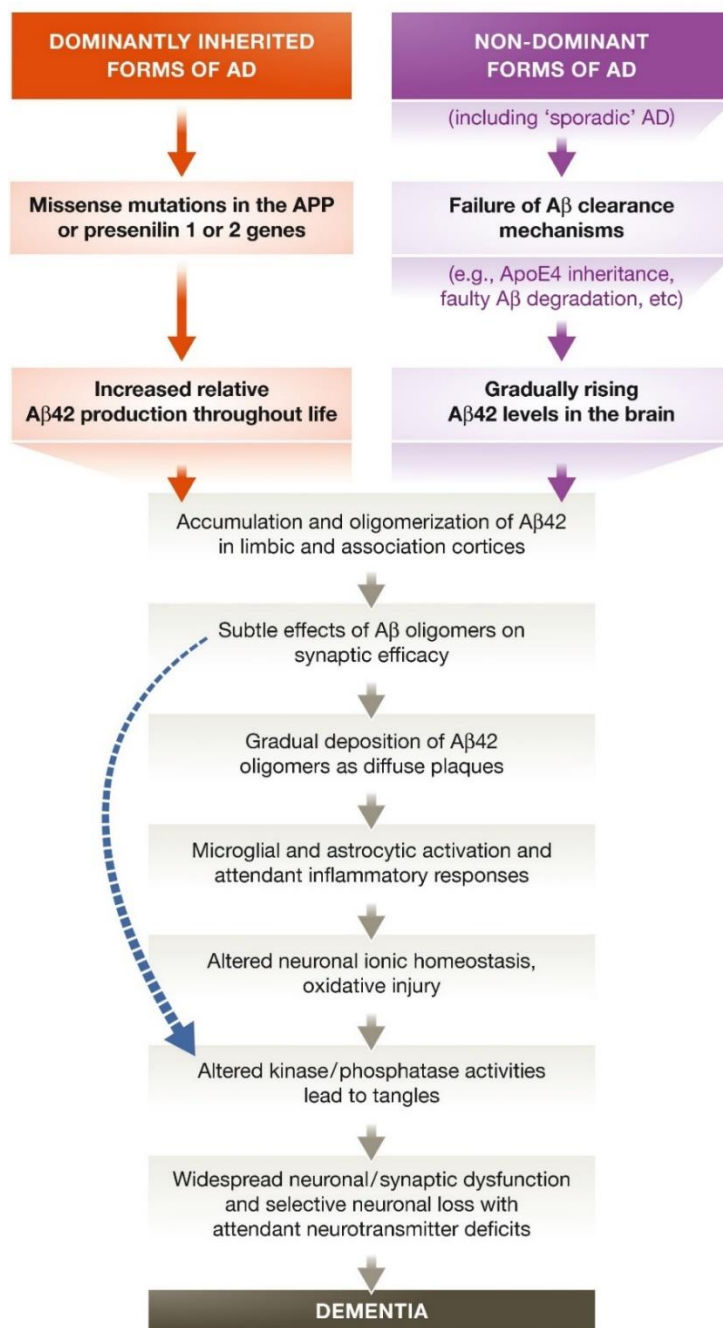 DOMINANTLY INHERITED
FORMS OF AD
NON-DOMINANT
FORMS OF AD
(including ‘sporadic’ AD)
Missense mutations in the APP
or presenilin 1 or 2 genes
Failure of Aβ clearance
mechanisms
(e.g., ApoE4 inheritance,
faulty Aβ degradation, etc)
Increased relative
Aβ42 production throughout life
Gradually rising
Aβ42 levels in the brain
Accumulation and oligomerization of Aβ42
in limbic and association cortices
Subtle effects of Aβ oligomers on
synaptic efficacy
Gradual deposition of Aβ42
oligomers as diffuse plaques
Microglial and astrocytic activation and
attendant inflammatory responses
Altered neuronal ionic homeostasis,
oxidative injury
Altered kinase/phosphatase activities
lead to tangles
Widespread neuronal/synaptic dysfunction
and selective neuronal loss with
attendant neurotransmitter deficits
DEMENTIA